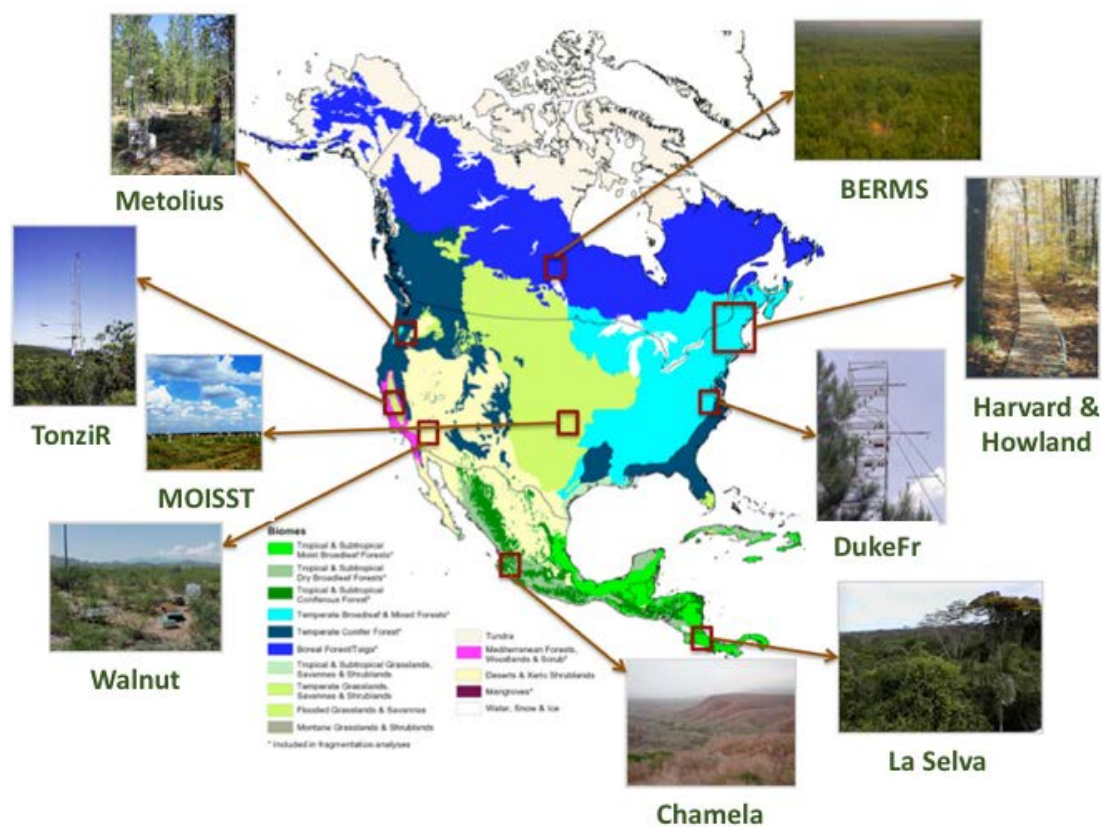 Metolius
BERMS
TonziR
MOISST
Harvard &
Howland
DukeFr
Walnut
La Selva
Chamela
Biomes
Tropical & Subtropical
Moist Broadleaf Forests*
Tropical & Subtropical
Dry Broadleaf Forests*
Tropical & Subtropical
Coniferous Forest*
Temperate Broadleaf & Mixed Forests*
Temperate Conifer Forest*
Boreal Forest/Taiga*
Tropical & Subtropical Grasslands,
Savannas & Shrublands
Temperate Grasslands,
Savannas & Shrublands
Flooded Grasslands & Savannas
Montane Grasslands & Shrublands
Tundra
Mediterranean Forests,
Woodlands & Scrub*
Deserts & Xeric Shrublands
Mangroves*
Water, Snow & Ice
* Included in fragmentation analyses